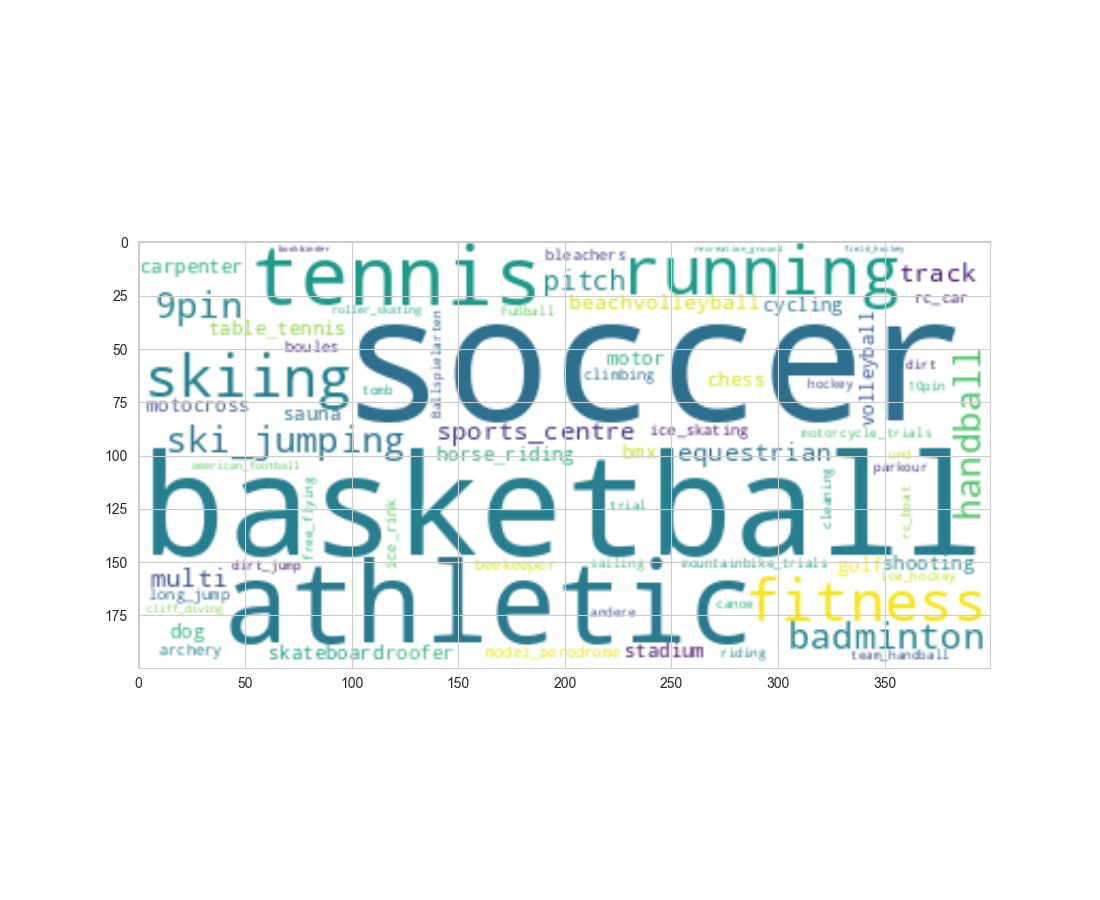 0
bookbinder
tennis
bleachers
recreation_ground
field_hockey
carpenter
pitch
running
track
25
9pin
roller_skating
Fußball
beachvolleyball
cycling
rc_car
table_tennis
boules
Ballspielarten
soccer
volleyball
50
skiing
tomb
motor
climbing
chess
hockey
dirt
10pin
handball
75
motocross
sauna
ski_jumping
sports_centre
ice_skating
motorcycle_trials
100
american_football
horse_riding
bmx
equestrian
und
parkour
basketball
free_flying
ice_rink
trial
cleaning
rc_boat
125
150
dirt_jump
beekeeper
sailing
mountainbike_trials
golf
shooting
multi
ice_hockey
long_jump
athletic
fitness
cliff_diving
andere
canoe
175
dog
badminton
archery
skateboard
roofer
model_aerodrome
stadium
riding
team_handball
0 50 100 150 200 250 300 350